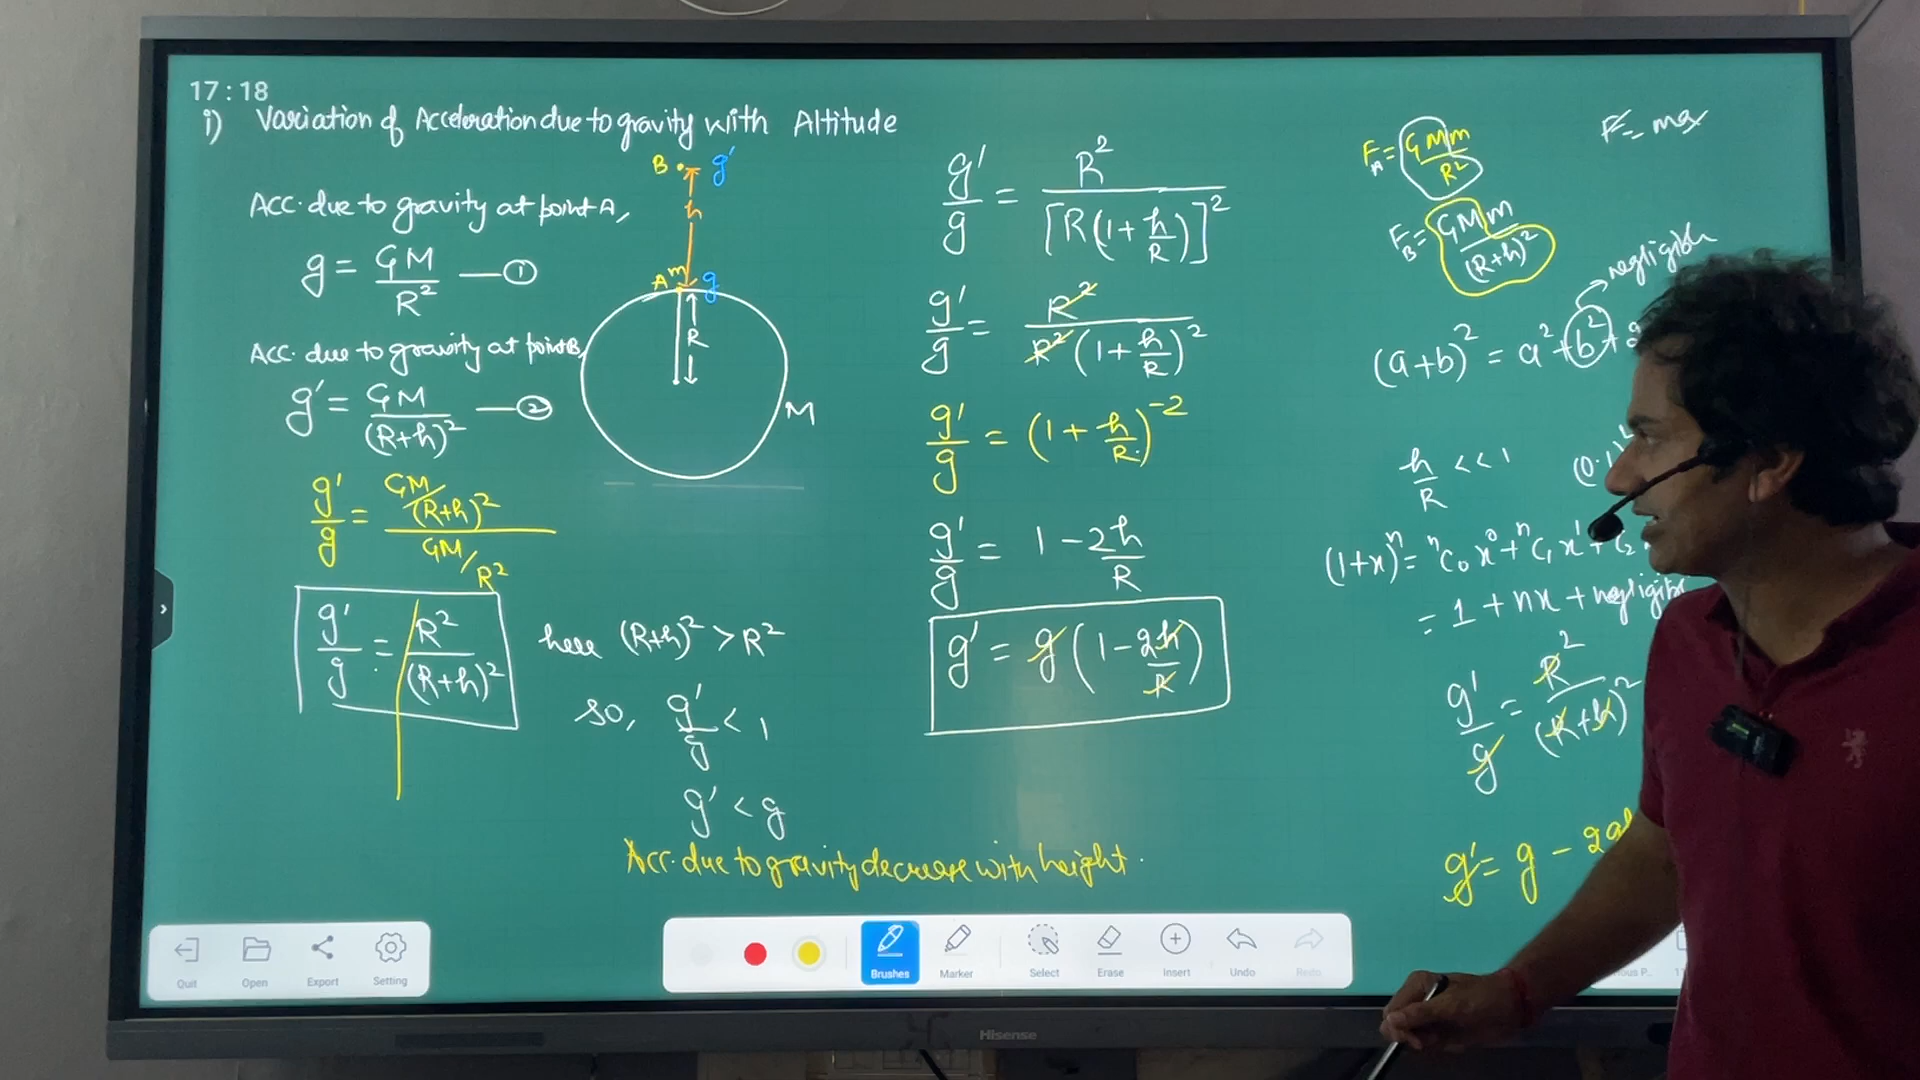 17:18
i) Variation of Acceleration due to gravity with Altitude
B g'
h
A m g
R
M
Acc. due to gravity at point A,
g = GM/R² — ①
Acc. due to gravity at point B,
g' = GM/(R+h)² — ②
g'/g = GM/(R+h)² / GM/R²
g'/g = R²/(R+h)²
here (R+h)² > R²
so, g'/g < 1
g' < g
Acc. due to gravity decrease with height.
g'/g = R²/[R(1+h/R)]²
g'/g = R²/R²(1+h/R)²
g'/g = (1+h/R)⁻²
g'/g = 1-2h/R
g' = g(1-2h/R)
F_A = GMm/R²
F = ma
F_B = GMm/(R+h)²
negligible
(a+b)² = a²+b²+
h/R <<1
(0.1)²
(1+x)ⁿ = ⁿC₀x⁰+ⁿC₁x¹+
= 1 + nx + negligible
g'/g = R²/(R+h)²
g' = g -
Quit
Open
Export
Setting
Brushes
Marker
Select
Erase
Insert
Undo
Redo
Hisense